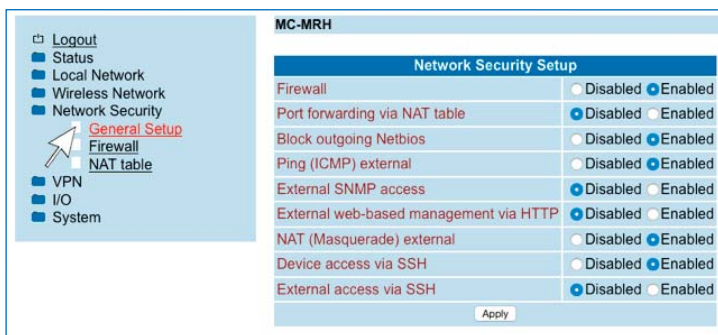 Logout
Status
Local Network
Wireless Network
Network Security
General Setup
Firewall
NAT table
VPN
I/O
System
MC-MRH
Network Security Setup
Firewall Disabled Enabled
Port forwarding via NAT table Disabled Enabled
Block outgoing Netbios Disabled Enabled
Ping (ICMP) external Disabled Enabled
External SNMP access Disabled Enabled
External web-based management via HTTP Disabled Enabled
NAT (Masquerade) external Disabled Enabled
Device access via SSH Disabled Enabled
External access via SSH Disabled Enabled
Apply